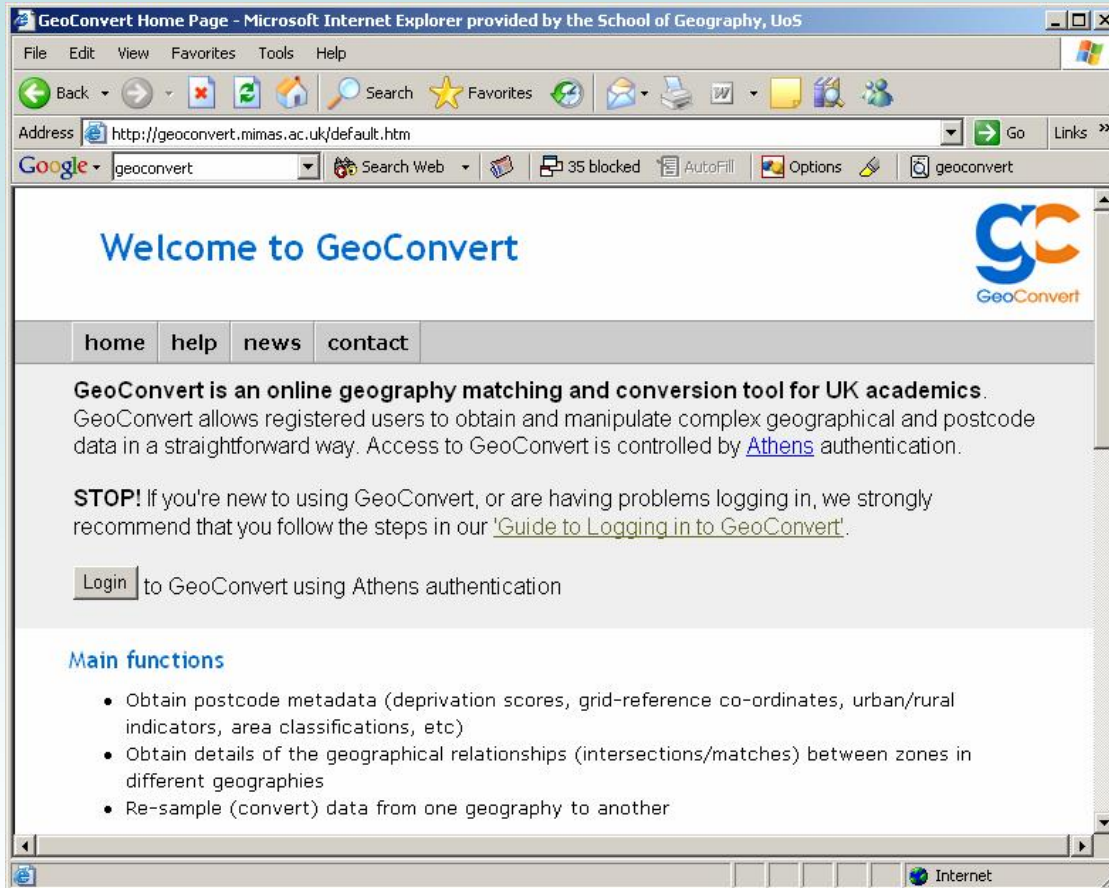 GeoConvert Home Page - Microsoft Internet Explorer provided by the School of Geography, UoS
File Edit View Favorites Tools Help
Back Search Favorites
Address http://geoconvert.mimas.ac.uk/default.htm Go Links »
Google geoconvert Search Web 35 blocked AutoFill Options geoconvert
Welcome to GeoConvert
gc
GeoConvert
home help news contact
GeoConvert is an online geography matching and conversion tool for UK academics.
GeoConvert allows registered users to obtain and manipulate complex geographical and postcode
data in a straightforward way. Access to GeoConvert is controlled by Athens authentication.
STOP! If you're new to using GeoConvert, or are having problems logging in, we strongly
recommend that you follow the steps in our 'Guide to Logging in to GeoConvert'.
Login to GeoConvert using Athens authentication
Main functions
• Obtain postcode metadata (deprivation scores, grid-reference co-ordinates, urban/rural
indicators, area classifications, etc)
• Obtain details of the geographical relationships (intersections/matches) between zones in
different geographies
• Re-sample (convert) data from one geography to another
Internet